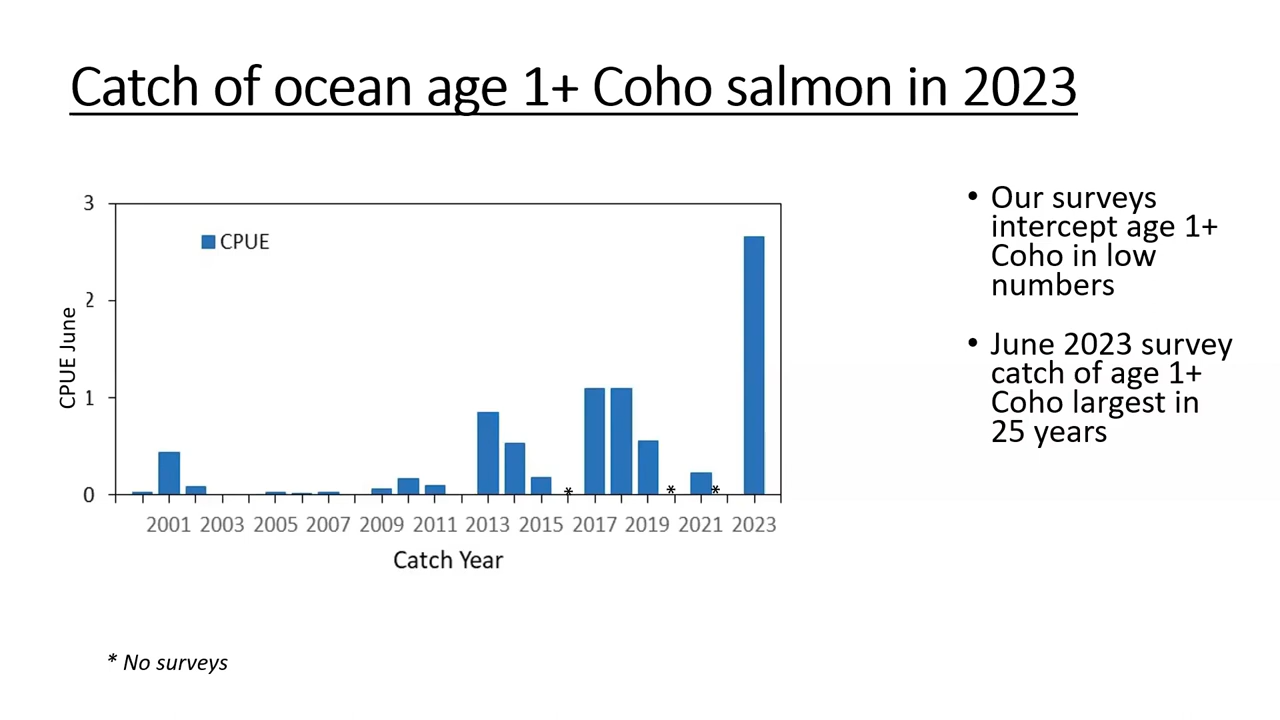 Catch of ocean age 1+ Coho salmon in 2023
3
2
1
0
CPUE June
CPUE
* * *
2001 2003 2005 2007 2009 2011 2013 2015 2017 2019 2021 2023
Catch Year
* No surveys
• Our surveys
intercept age 1+
Coho in low
numbers
• June 2023 survey
catch of age 1+
Coho largest in
25 years